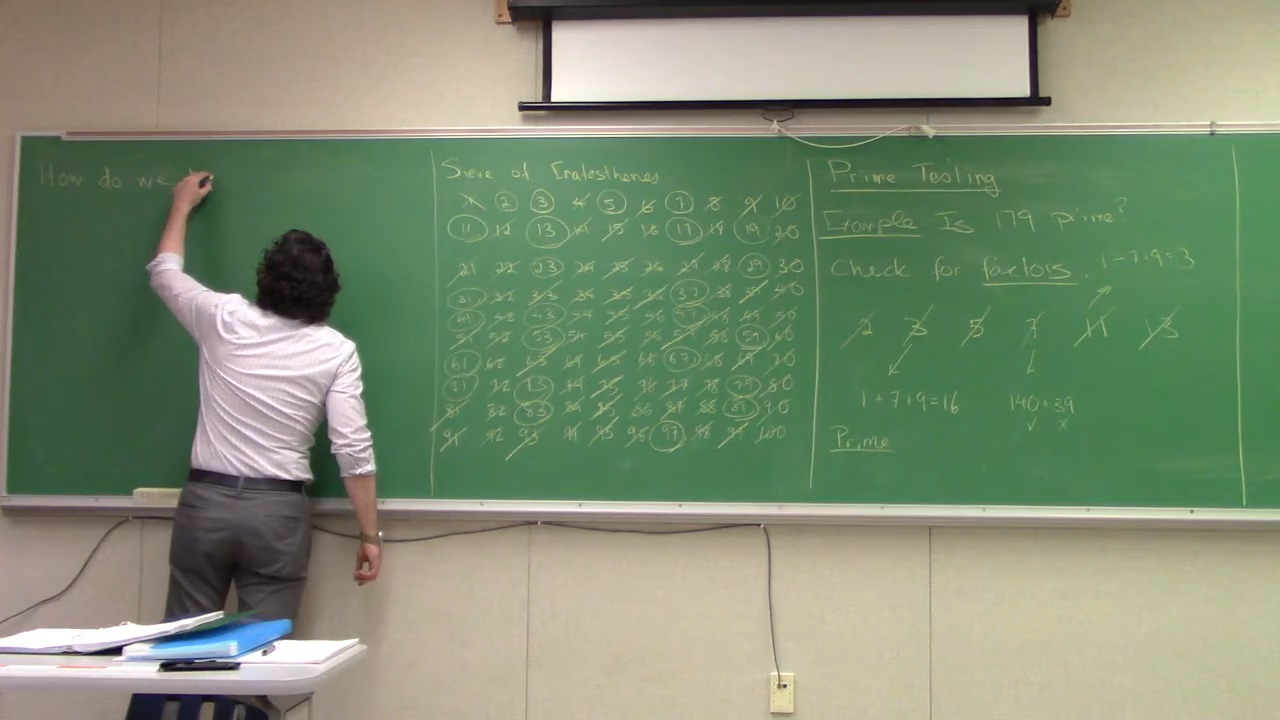 How do we
Sieve of Eratosthenes
1 2 3 4 5 6 7 8 9 10
11 12 13 14 15 16 17 18 19 20
21 22 23 24 25 26 27 28 29 30
31 32 33 34 35 36 37 38 39 40
41 42 43 44 45 46 47 48 49 50
51 52 53 54 55 56 57 58 59 60
61 62 63 64 65 66 67 68 69 70
71 72 73 74 75 76 77 78 79 80
81 82 83 84 85 86 87 88 89 90
91 92 93 94 95 96 97 98 99 100
Prime Testing
Example: Is 179 prime?
Check for factors.
1-7+9=3
2 3 5 7 11 13
1+7+9=16 140+39
✓ x
Prime